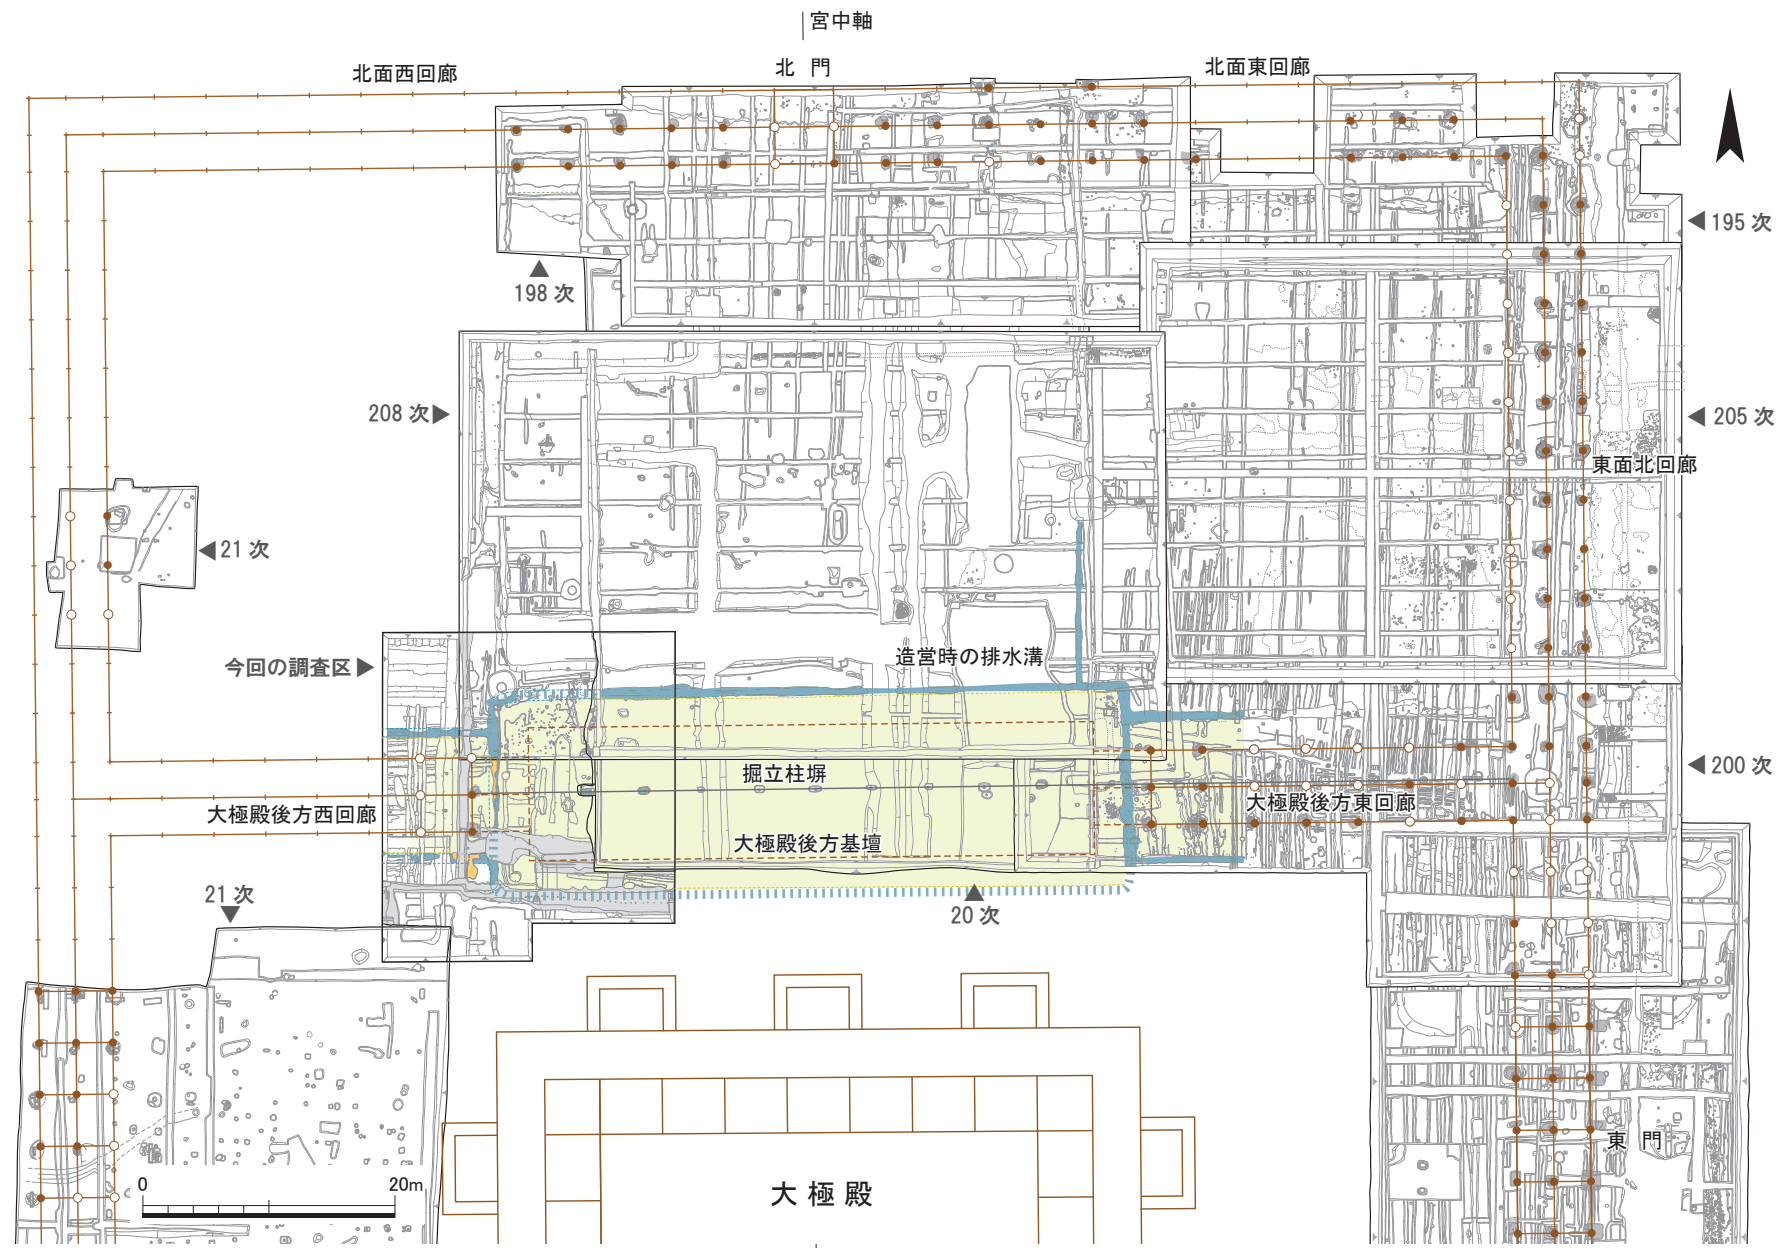 宮中軸
北面西回廊
北門
北面東回廊
195 次
198 次
208 次
205 次
東面北回廊
21 次
今回の調査区
造営時の排水溝
掘立柱塀
200 次
大極殿後方西回廊
大極殿後方東回廊
大極殿後方基壇
21 次
20 次
東門
0 20m
大極殿